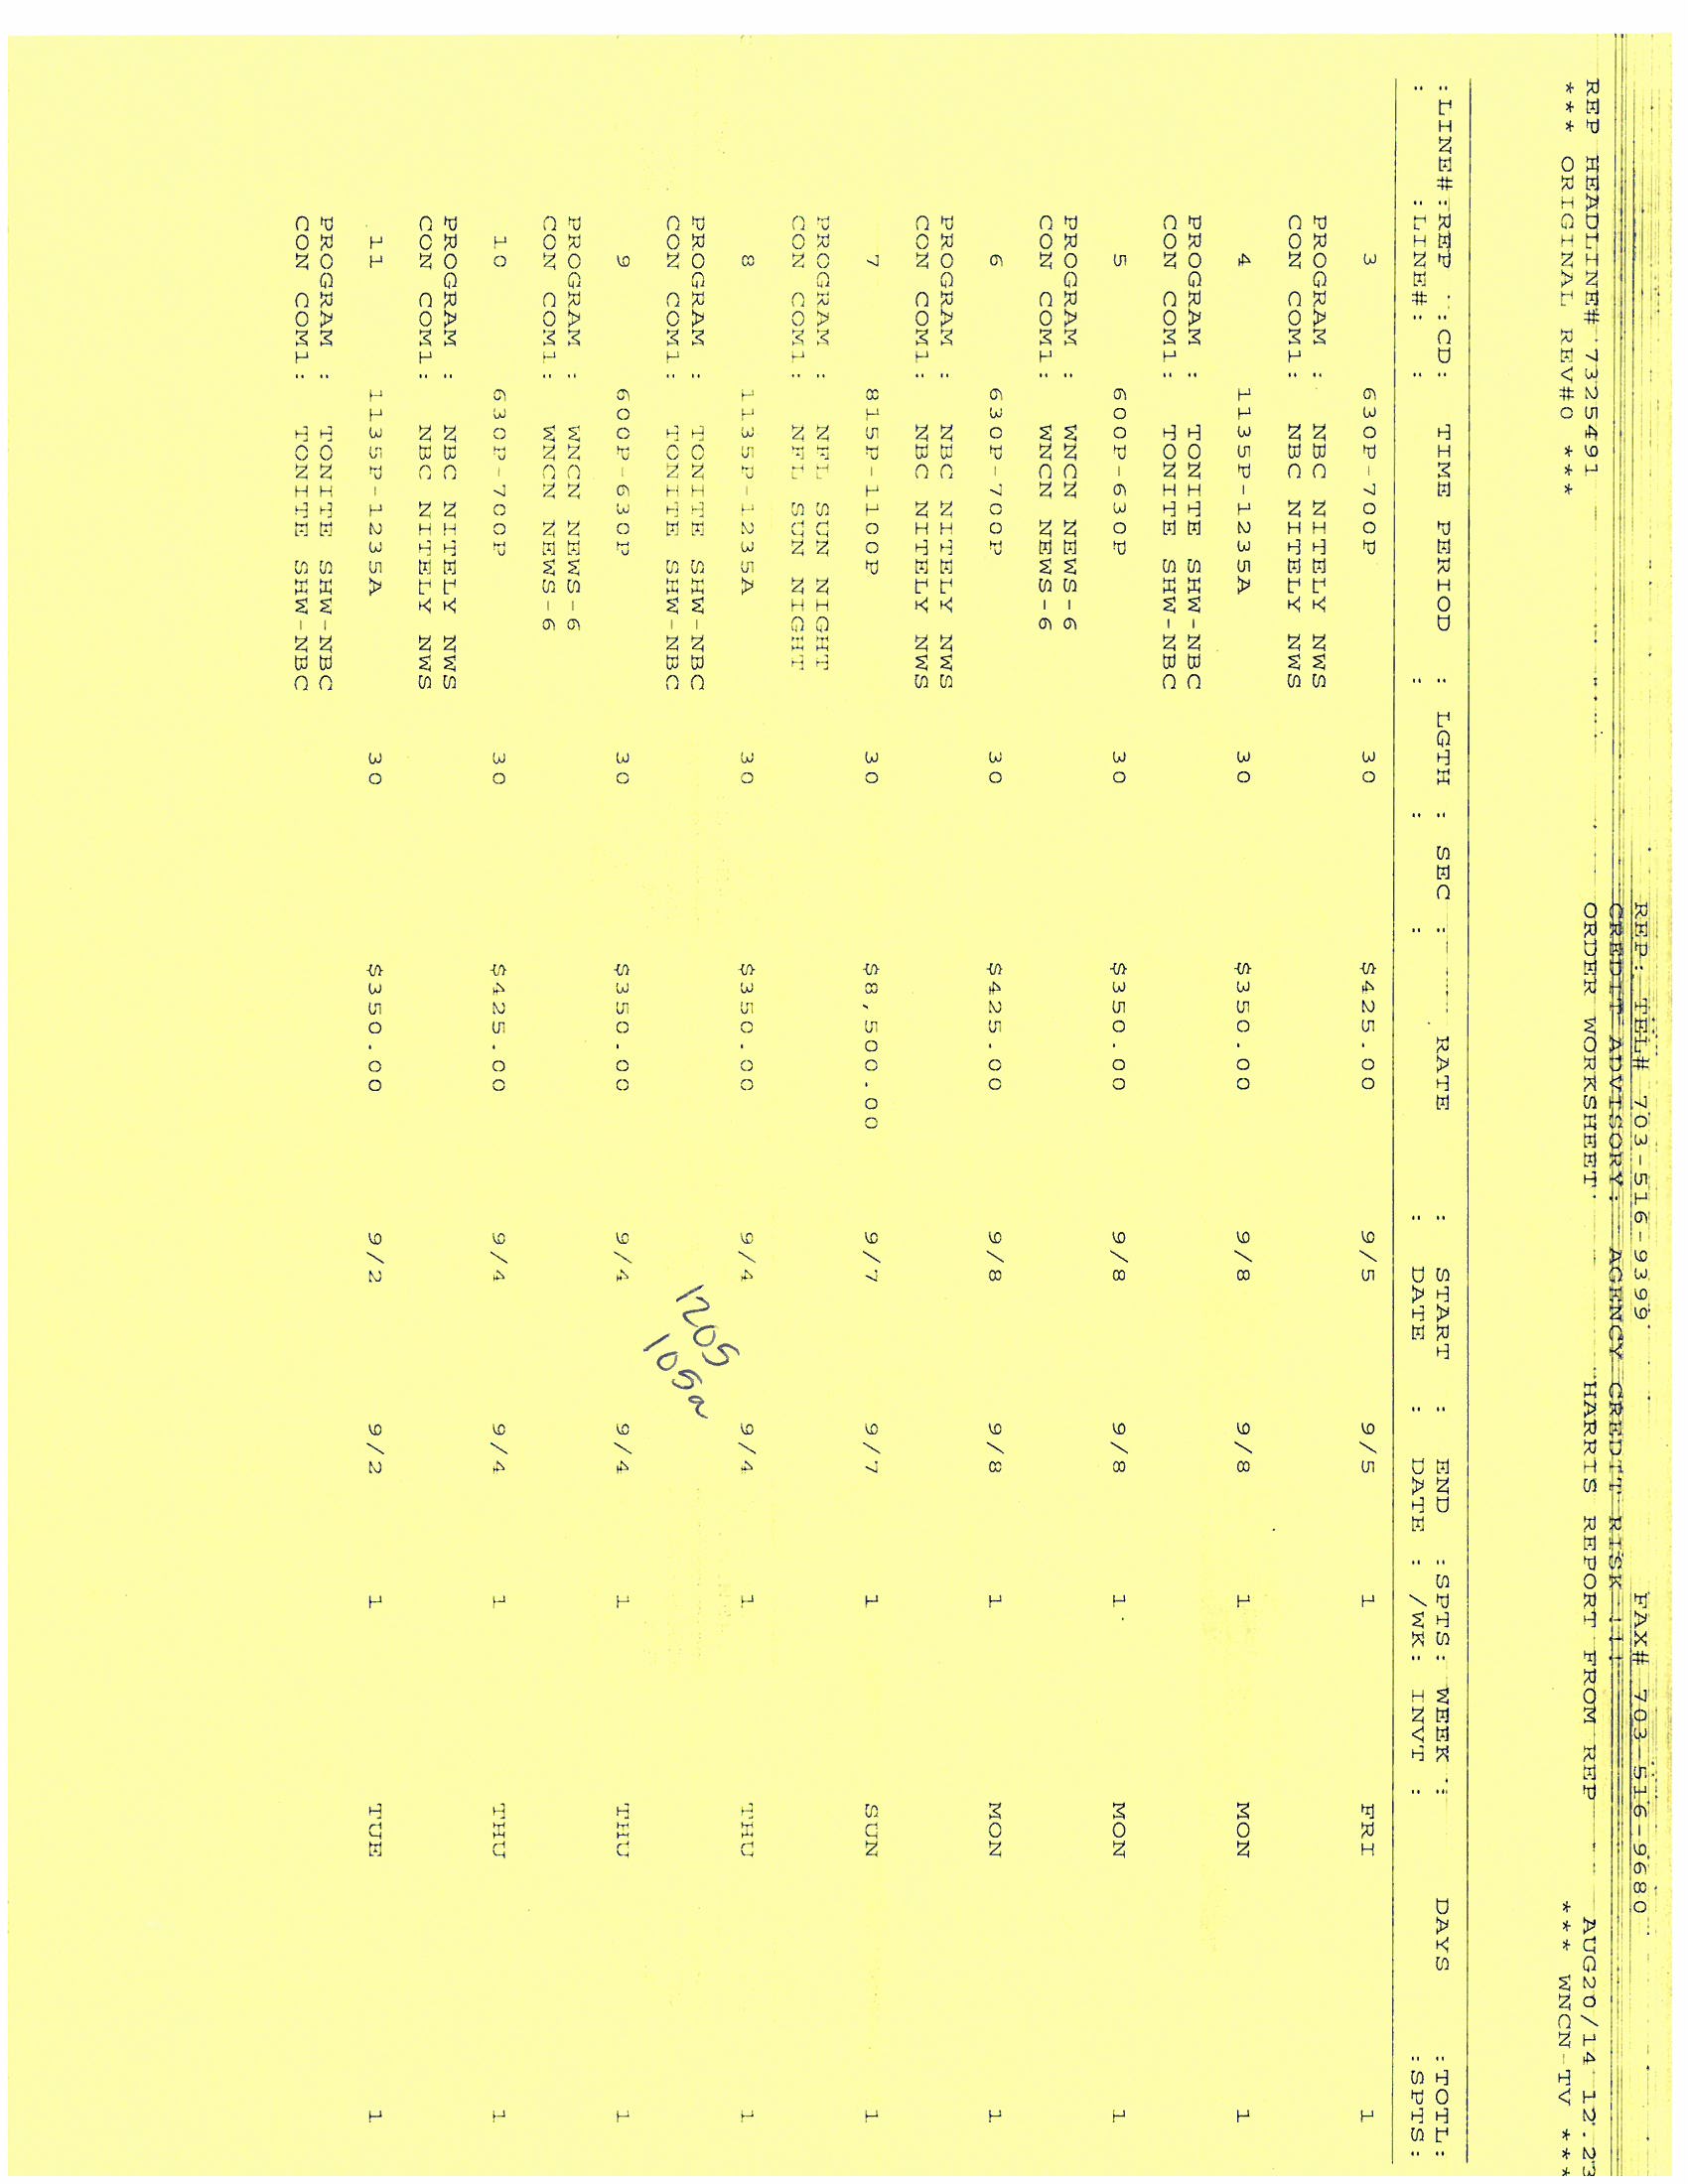 REP: TEL# 703-516-9399 FAX# 703-516-9680
CREDIT ADVISORY: AGENCY CREDIT RISK !!!
REP HEADLINE# 7325491 ORDER WORKSHEET HARRIS REPORT FROM REP AUG20/14 12.23
*** ORIGINAL REV#0 *** *** WNCN-TV ***
:LINE#:REP :CD: TIME PERIOD : LGTH : SEC : RATE : START : END :SPTS: WEEK : DAYS :TOTL:
: :LINE#: : : : : DATE : DATE : /WK: INVT : :SPTS:
3 630P-700P 30 $425.00 9/5 9/5 1 FRI 1
PROGRAM : NBC NITELY NWS
CON COM1: NBC NITELY NWS
4 1135P-1235A 30 $350.00 9/8 9/8 1 MON 1
PROGRAM : TONITE SHW-NBC
CON COM1: TONITE SHW-NBC
5 600P-630P 30 $350.00 9/8 9/8 1 MON 1
PROGRAM : WNCN NEWS-6
CON COM1: WNCN NEWS-6
6 630P-700P 30 $425.00 9/8 9/8 1 MON 1
PROGRAM : NBC NITELY NWS
CON COM1: NBC NITELY NWS
7 815P-1100P 30 $8,500.00 9/7 9/7 1 SUN 1
PROGRAM : NFL SUN NIGHT
CON COM1: NFL SUN NIGHT
8 1135P-1235A 30 $350.00 9/4 9/4 1 THU 1
PROGRAM : TONITE SHW-NBC
CON COM1: TONITE SHW-NBC
1205
105a
9 600P-630P 30 $350.00 9/4 9/4 1 THU 1
PROGRAM : WNCN NEWS-6
CON COM1: WNCN NEWS-6
10 630P-700P 30 $425.00 9/4 9/4 1 THU 1
PROGRAM : NBC NITELY NWS
CON COM1: NBC NITELY NWS
11 1135P-1235A 30 $350.00 9/2 9/2 1 TUE 1
PROGRAM : TONITE SHW-NBC
CON COM1: TONITE SHW-NBC